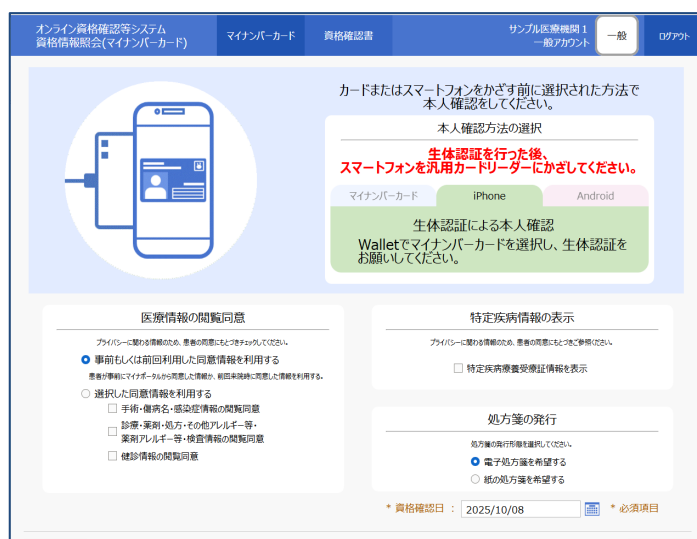 オンライン資格確認等システム
資格情報照会(マイナンバーカード)
マイナンバーカード
資格確認書
サンプル医療機関1
一般アカウント
一般
ログアウト
カードまたはスマートフォンをかざす前に選択された方法で
本人確認をしてください。
本人確認方法の選択
生体認証を行った後、
スマートフォンを汎用カードリーダーにかざしてください。
マイナンバーカード
iPhone
Android
生体認証による本人確認
Walletでマイナンバーカードを選択し、生体認証を
お願いしてください。
医療情報の閲覧同意
プライバシーに関わる情報のため、患者の同意にもとづきチェックしてください。
事前もしくは前回利用した同意情報を利用する
患者が事前にマイナポータルから同意した情報か、前回来院時に同意した情報を利用する。
選択した同意情報を利用する
手術・傷病名・感染症情報の閲覧同意
診療・薬剤・処方・その他アレルギー等・
薬剤アレルギー等・検査情報の閲覧同意
健診情報の閲覧同意
特定疾病情報の表示
プライバシーに関わる情報のため、患者の同意にもとづきご参照ください。
特定疾病療養受療証情報を表示
処方箋の発行
処方箋の発行形態を選択してください。
電子処方箋を希望する
紙の処方箋を希望する
* 資格確認日 : 2025/10/08 * 必須項目